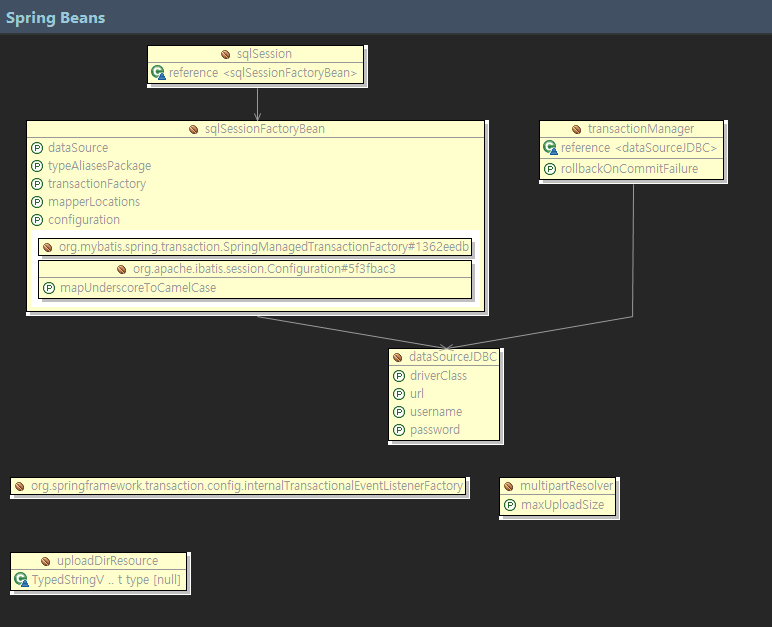 Spring Beans
sqlSession
reference <sqlSessionFactoryBean>
sqlSessionFactoryBean
P dataSource
P typeAliasesPackage
P transactionFactory
P mapperLocations
P configuration
org.mybatis.spring.transaction.SpringManagedTransactionFactory#1362eedb
org.apache.ibatis.session.Configuration#5f3fbac3
P mapUnderscoreToCamelCase
transactionManager
reference <dataSourceJDBC>
P rollbackOnCommitFailure
dataSourceJDBC
P driverClass
P url
P username
P password
org.springframework.transaction.config.internalTransactionalEventListenerFactory
multipartResolver
P maxUploadSize
uploadDirResource
TypedStringV .. t type [null]